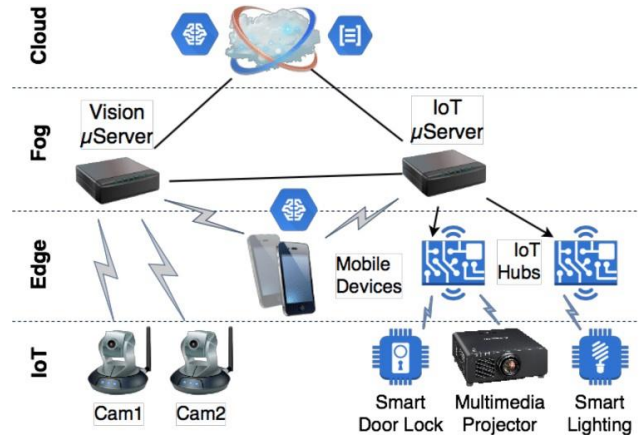 Cloud
Fog
Edge
IoT
Vision
µServer
IoT
µServer
Mobile
Devices
IoT
Hubs
Cam1
Cam2
Smart
Door Lock
Multimedia
Projector
Smart
Lighting